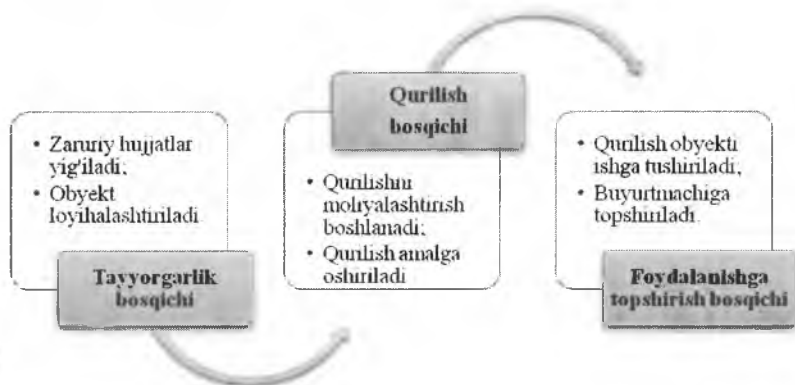 • Zaruriy hujjatlar
yig'iladi;
• Obyekt
loyihalashtiriladi
Tayyorgarlik
bosqichi
Qurilish
bosqichi
• Qurilishni
moliyalashtirish
boshlanadi;
• Qurilish amalga
oshiriladi
• Qurilish obyekti
ishga tushiriladi;
• Buyurtmachiga
topshiriladi
Foydalanishga
topshirish bosqichi